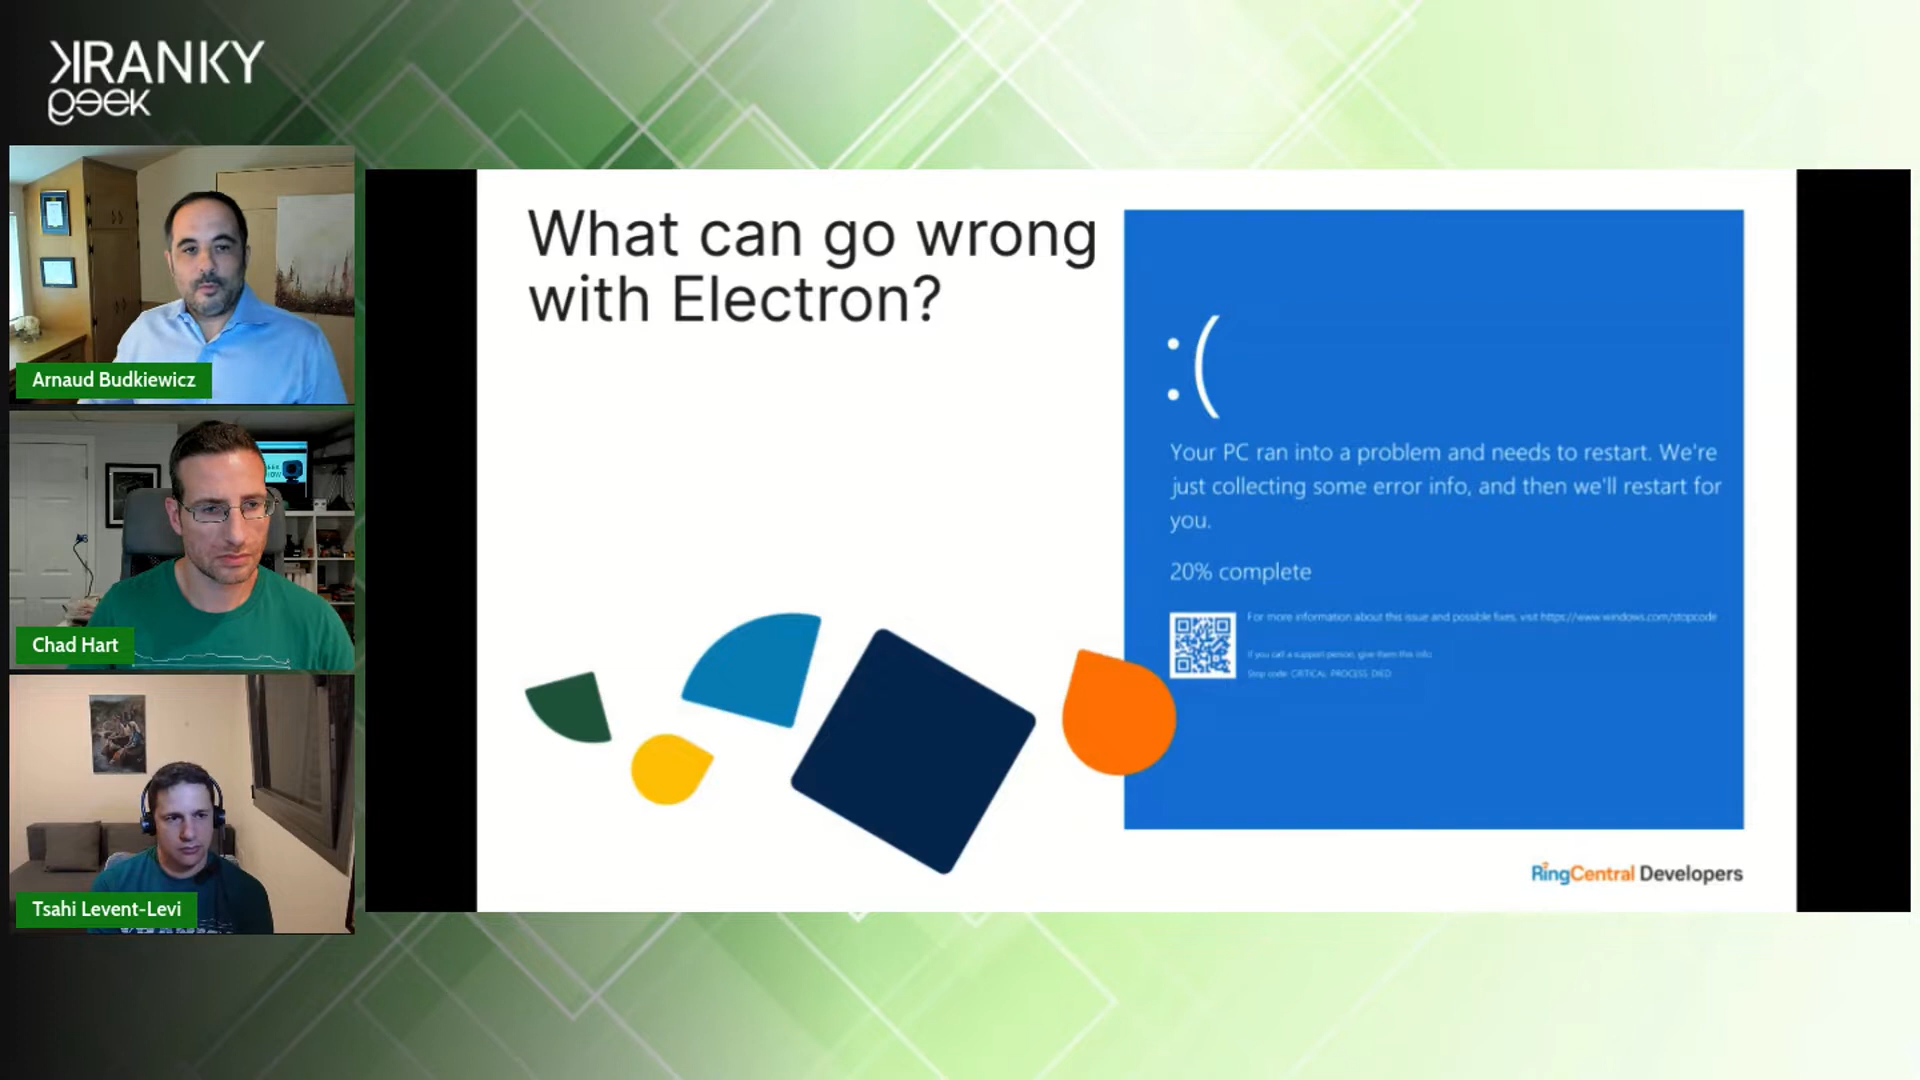 KRANKY
geek
Arnaud Budkiewicz
Chad Hart
Tsahi Levent-Levi
What can go wrong
with Electron?
:(
Your PC ran into a problem and needs to restart. We're
just collecting some error info, and then we'll restart for
you.
20% complete
For more information about this issue and possible fixes, visit https://www.windows.com/stopcode
If you call a support person, give them this info:
Stop code: CRITICAL PROCESS DIED
RingCentral Developers